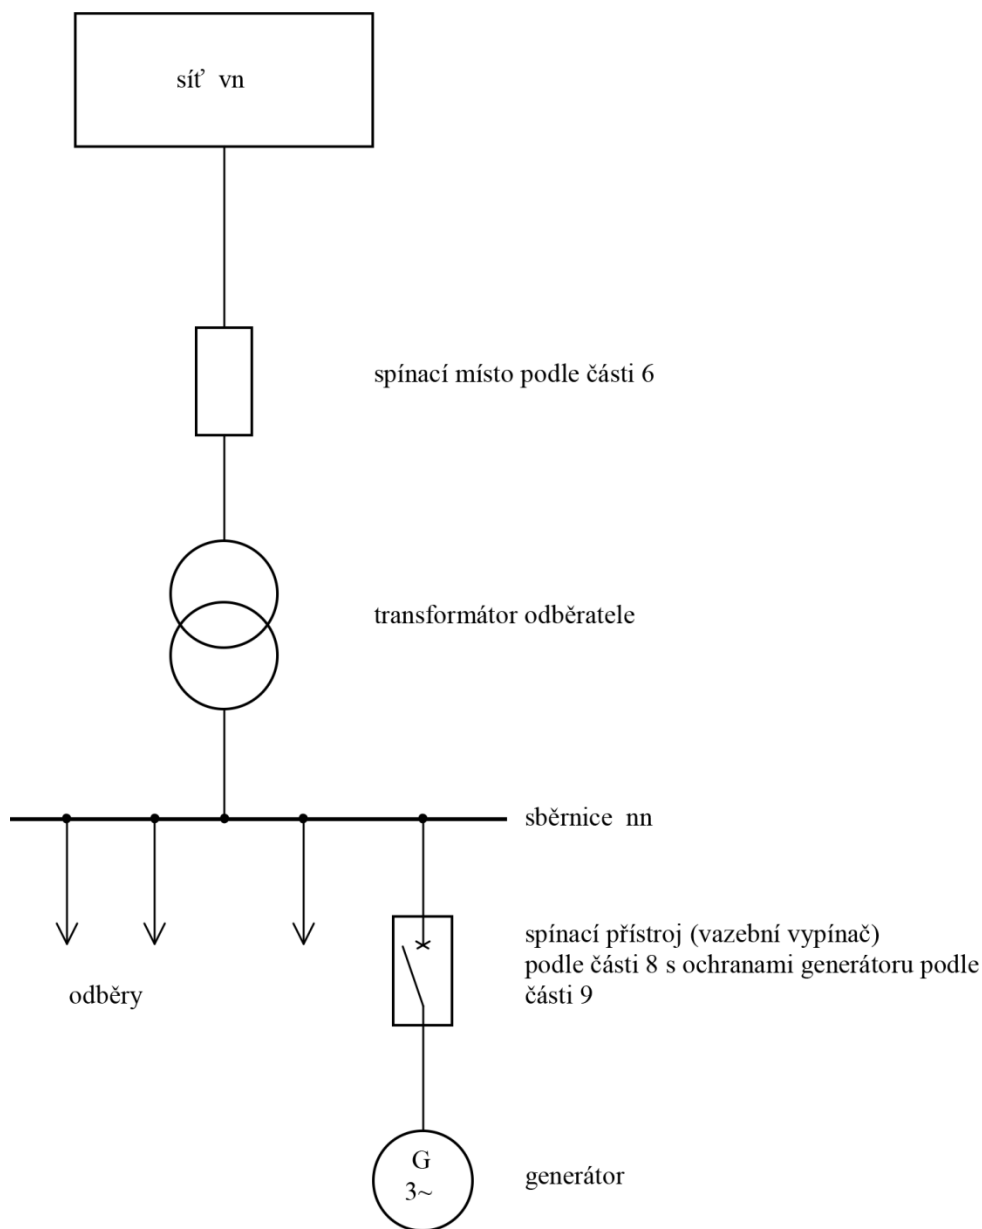 síť vn
spínací místo podle části 6
transformátor odběratele
sběrnice nn
spínací přístroj (vazební vypínač)
podle části 8 s ochranami generátoru podle
části 9
odběry
G
3~
generátor